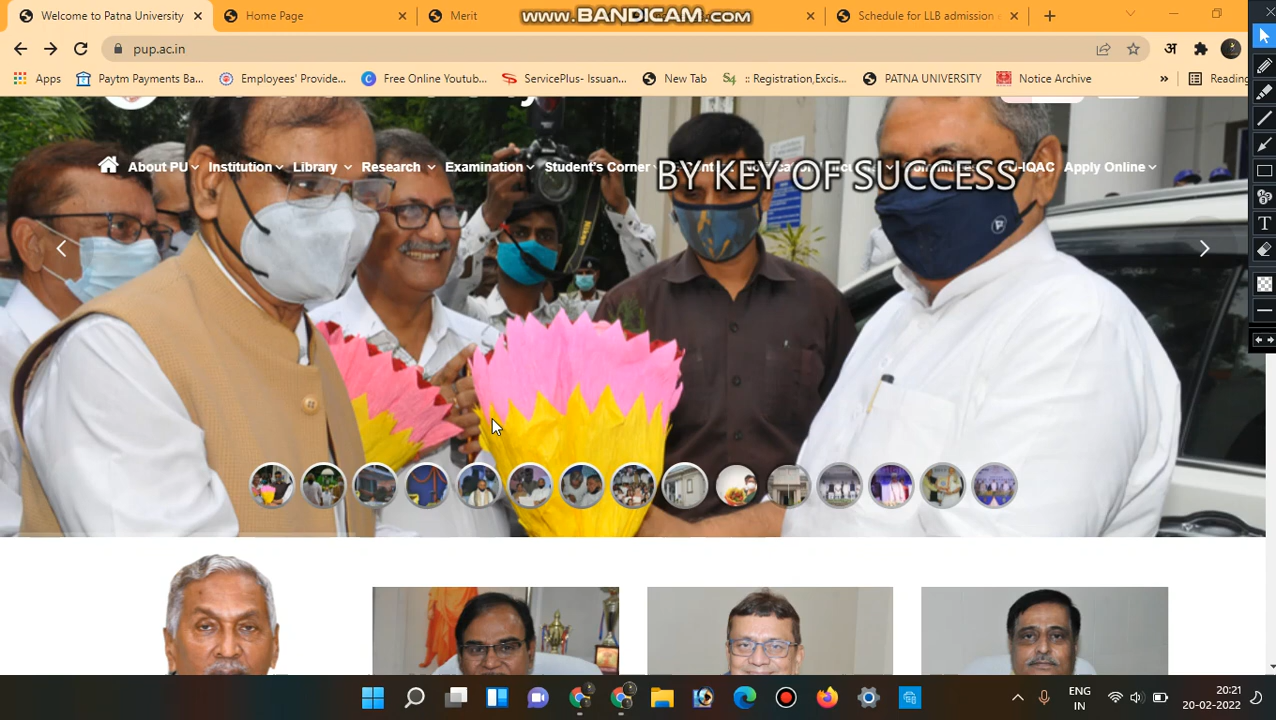 www.BANDICAM.com
Welcome to Patna University
Home Page
Merit
Schedule for LLB admission
pup.ac.in
अ
Apps
Paytm Payments Ba...
Employees' Provide...
Free Online Youtub...
ServicePlus- Issuan...
New Tab
:: Registration,Excis...
PATNA UNIVERSITY
Notice Archive
»
Reading
About PU
Institution
Library
Research
Examination
Student's Corner
IQAC
Apply Online
BY KEY OF SUCCESS
ENG
IN
20:21
20-02-2022